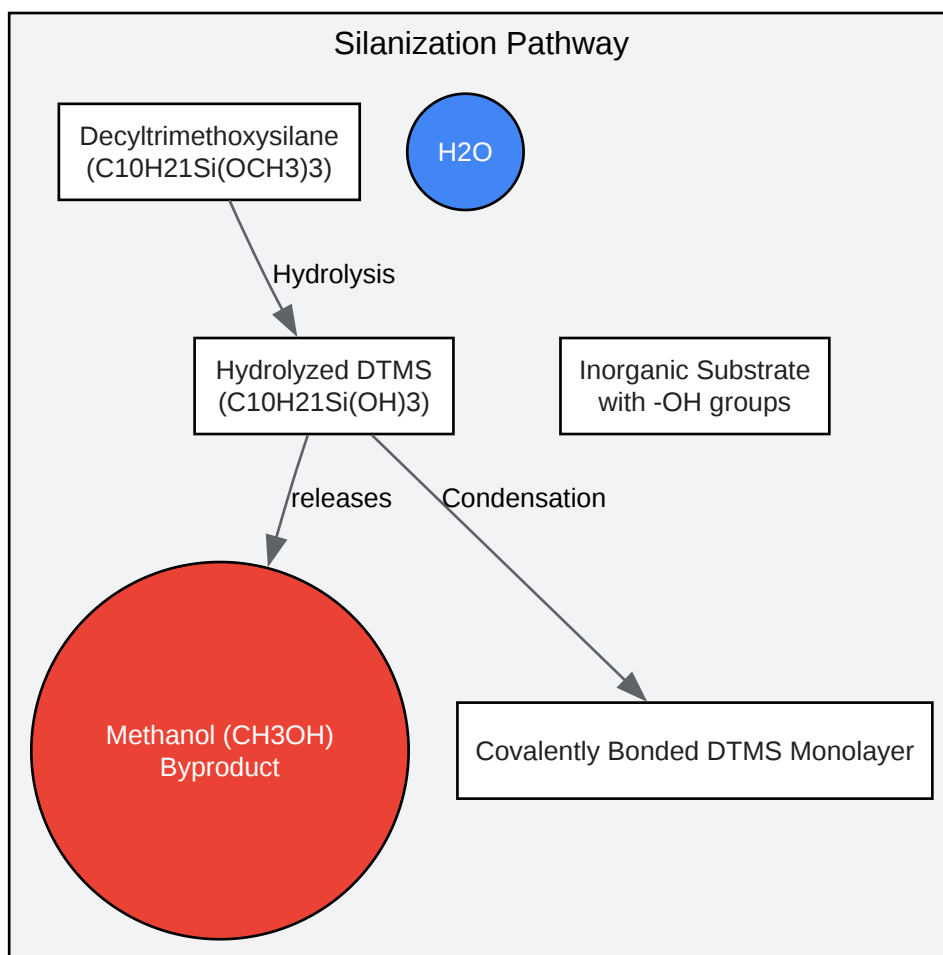 Silanization Pathway
Decyltrimethoxysilane
(C10H21Si(OCH3)3)
H2O
Hydrolysis
Hydrolyzed DTMS
(C10H21Si(OH)3)
Inorganic Substrate
with -OH groups
releases
Condensation
Methanol (CH3OH)
Byproduct
Covalently Bonded DTMS Monolayer